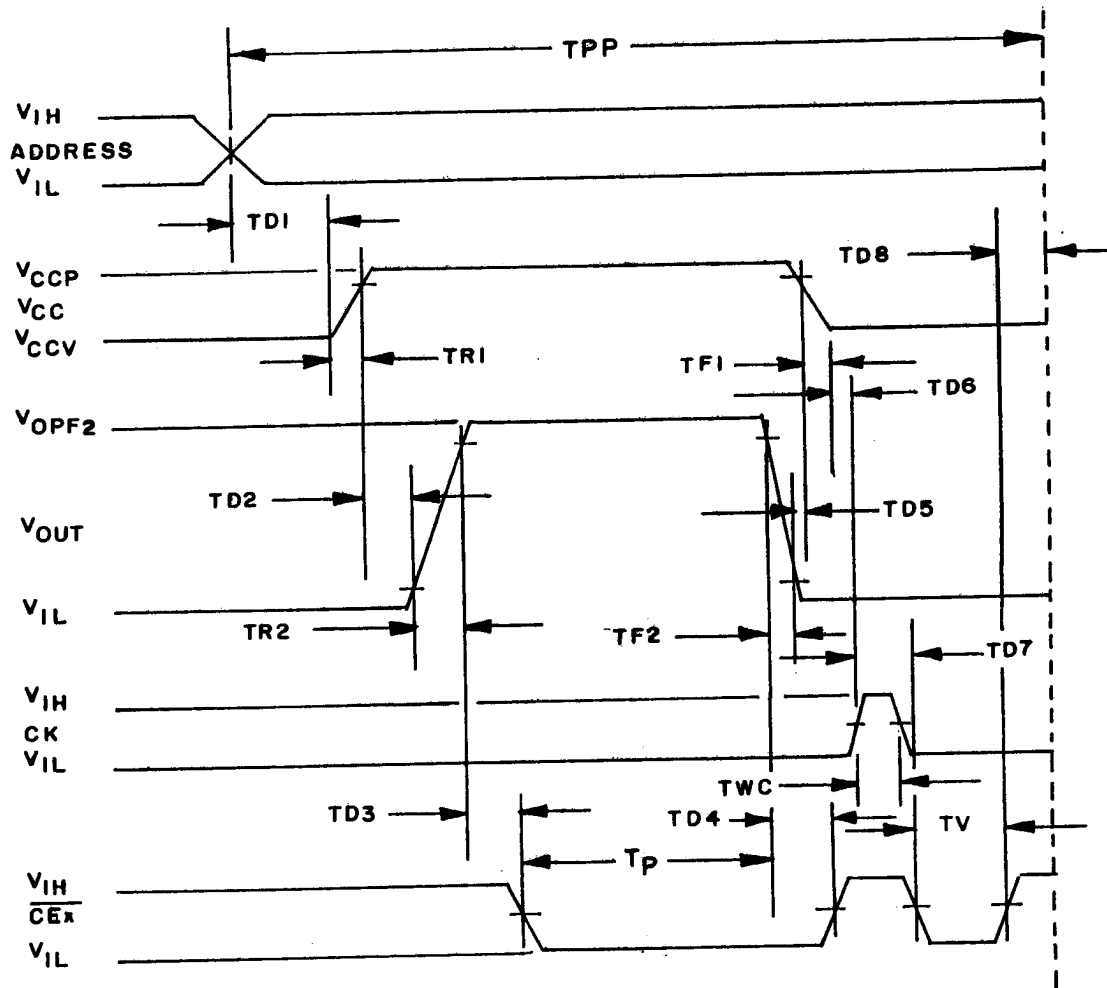 TPP
VIH
ADDRESS
VIL
TD1
TD8
VCCP
VCC
VCCV
TR1
TF1
TD6
VOPF2
TD2
TD5
VOUT
VIL
TR2
TF2
TD7
VIH
CK
VIL
TWC
TD3
TD4
TV
TP
VIH
CEx
VIL